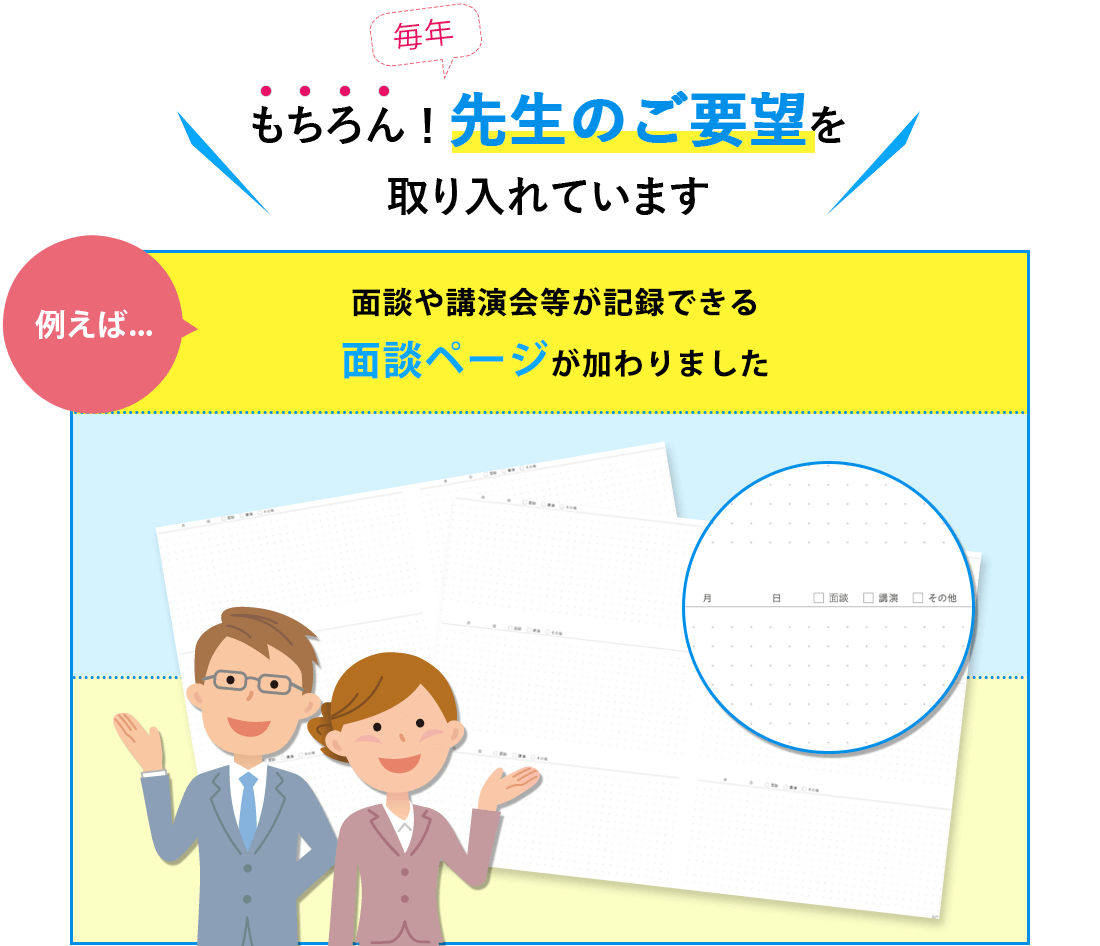 毎年
もちろん！先生のご要望を
取り入れています
例えば...
面談や講演会等が記録できる
面談ページが加わりました
月 日 □ 面談 □ 講演 □ その他